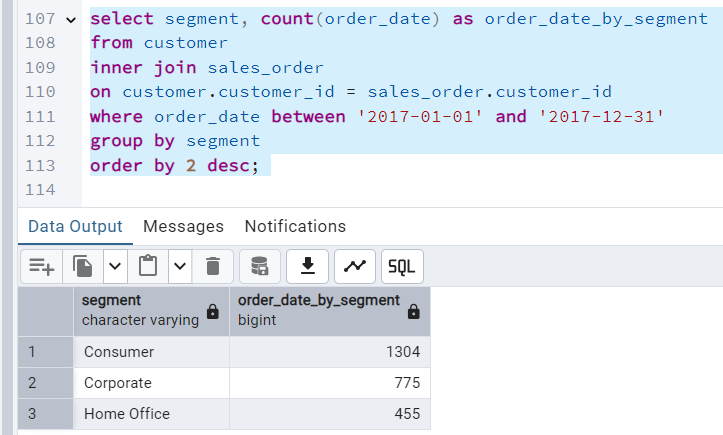 107 select segment, count(order_date) as order_date_by_segment
108 from customer
109 inner join sales_order
110 on customer.customer_id = sales_order.customer_id
111 where order_date between '2017-01-01' and '2017-12-31'
112 group by segment
113 order by 2 desc;
114
Data Output Messages Notifications
SQL
segment order_date_by_segment
character varying bigint
1 Consumer 1304
2 Corporate 775
3 Home Office 455